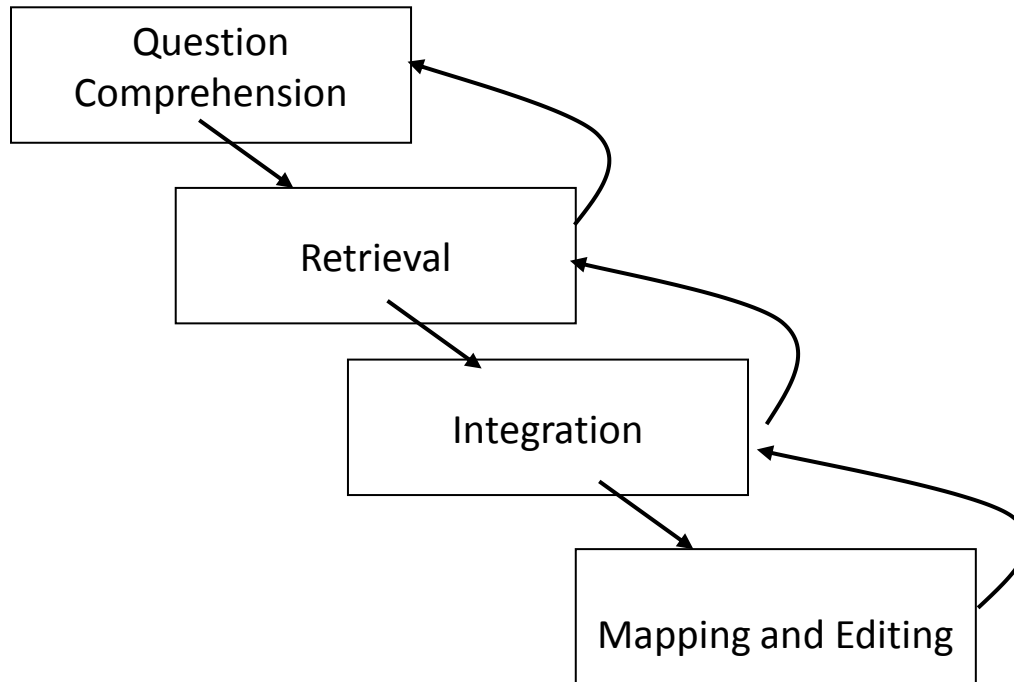 Question
Comprehension
Retrieval
Integration
Mapping and Editing